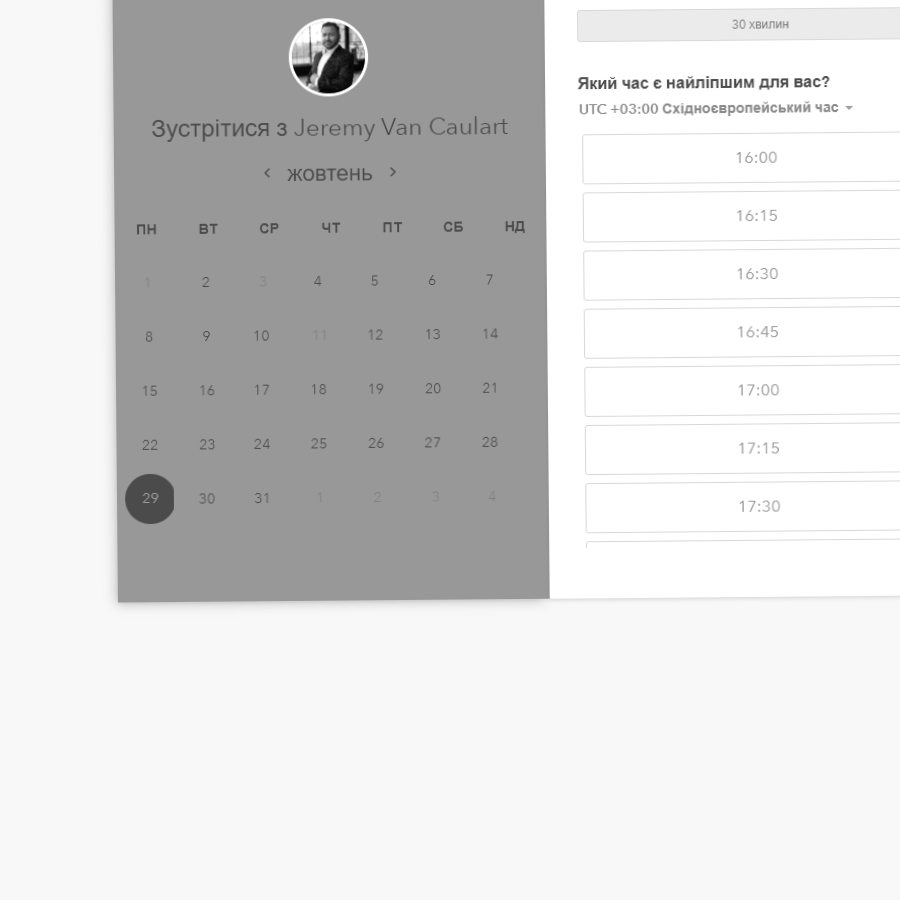 Зустрітися з Jeremy Van Caulart
жовтень
ПН ВТ СР ЧТ ПТ СБ НД
1 2 3 4 5 6 7
8 9 10 11 12 13 14
15 16 17 18 19 20 21
22 23 24 25 26 27 28
29 30 31 1 2 3 4
30 хвилин
Який час є найліпшим для вас?
UTC +03:00 Східноєвропейський час
16:00
16:15
16:30
16:45
17:00
17:15
17:30